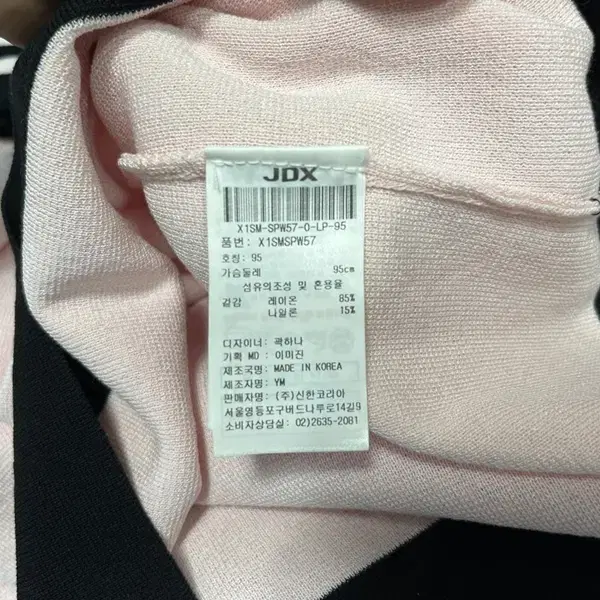 JDX
X1SM-SPW57-0-LP-95
품번: X1SMSPW57
호칭: 95
가슴둘레 95cm
섬유의조성 및 혼용율
겉감 레이온 85%
나일론 15%
디자이너: 곽하나
기획 MD : 이미진
제조국명: MADE IN KOREA
제조자명: YM
판매자명: (주)신한코리아
서울영등포구버드나루로14길9
소비자상담실: 02)2635-2081